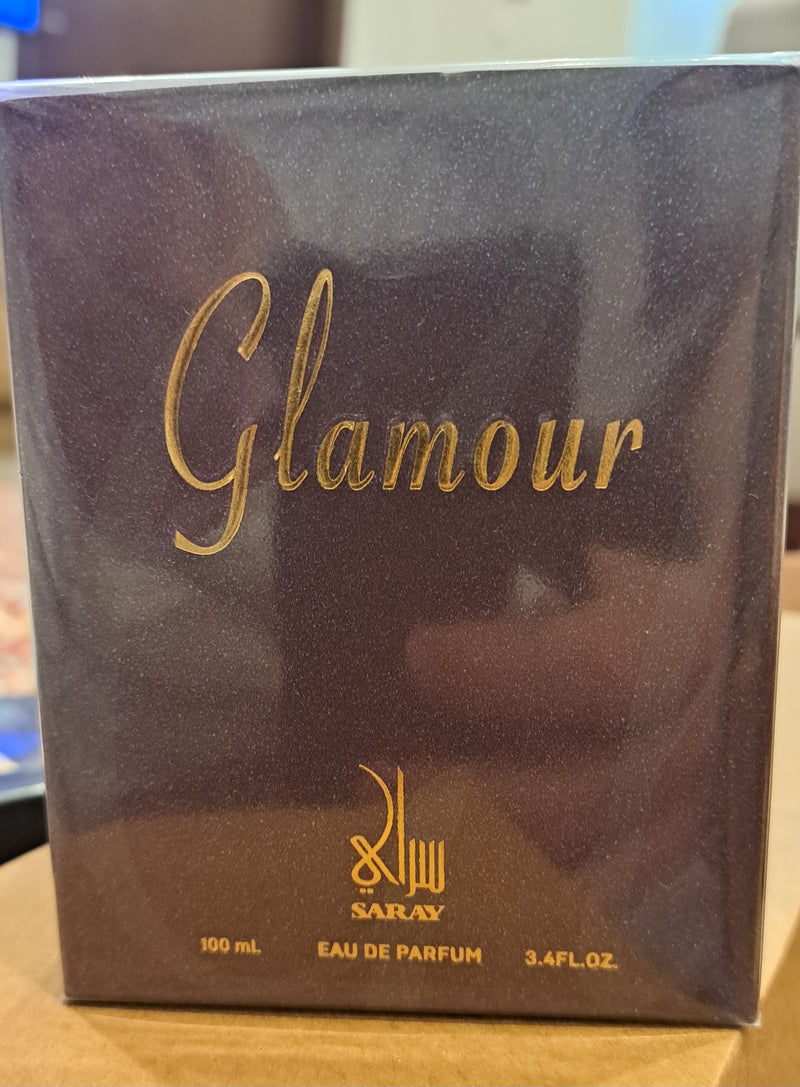 Glamour
سراي
SARAY
100 mL EAU DE PARFUM 3.4FL.OZ.